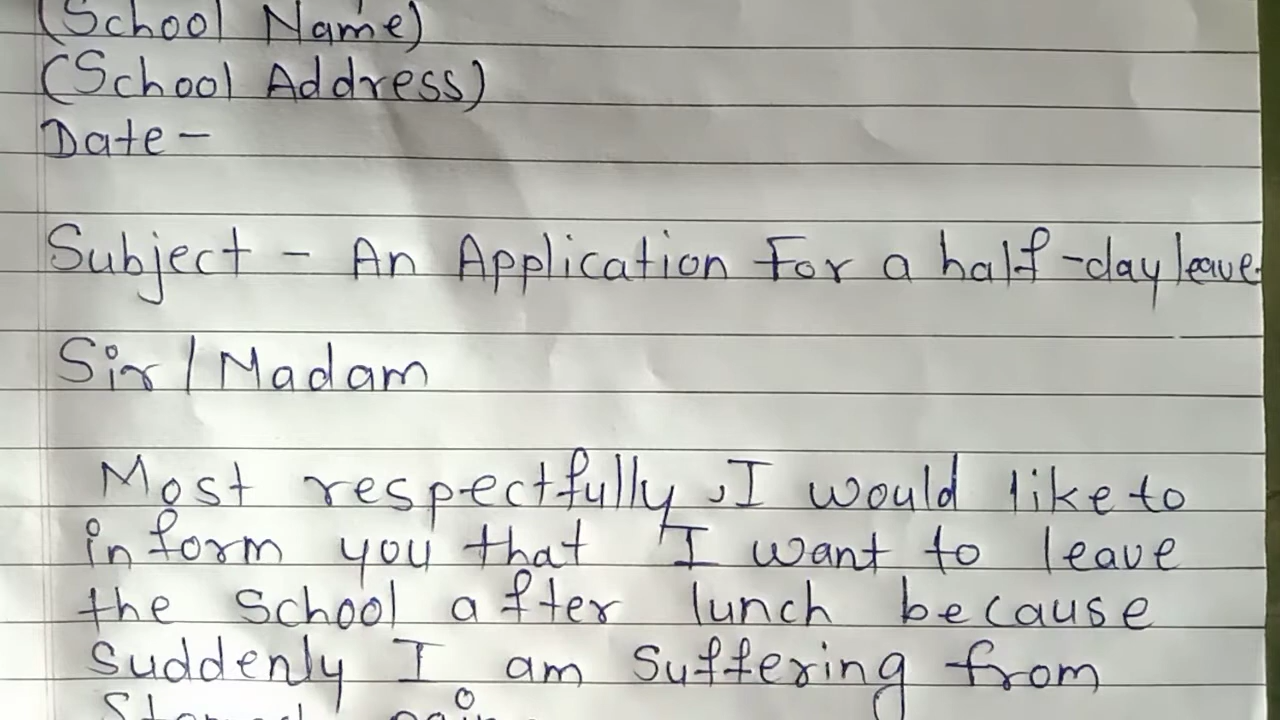 (School Name)
(School Address)
Date –
Subject – An Application For a half-day leave.
Sir / Madam
Most respectfully, I would like to
inform you that I want to leave
the school after lunch because
suddenly I am suffering from